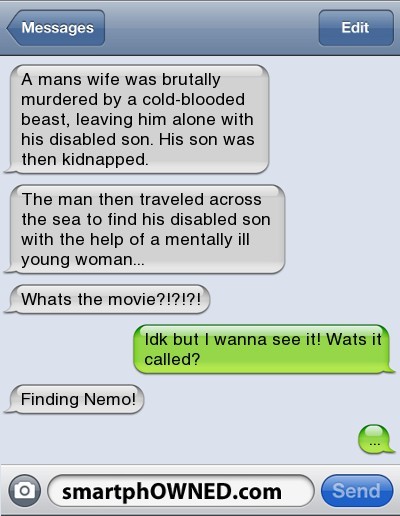 Messages
Edit
A mans wife was brutally
murdered by a cold-blooded
beast, leaving him alone with
his disabled son. His son was
then kidnapped.
The man then traveled across
the sea to find his disabled son
with the help of a mentally ill
young woman...
Whats the movie?!?!?!
Idk but I wanna see it! Wats it
called?
Finding Nemo!
...
smartphOWNED.com
Send